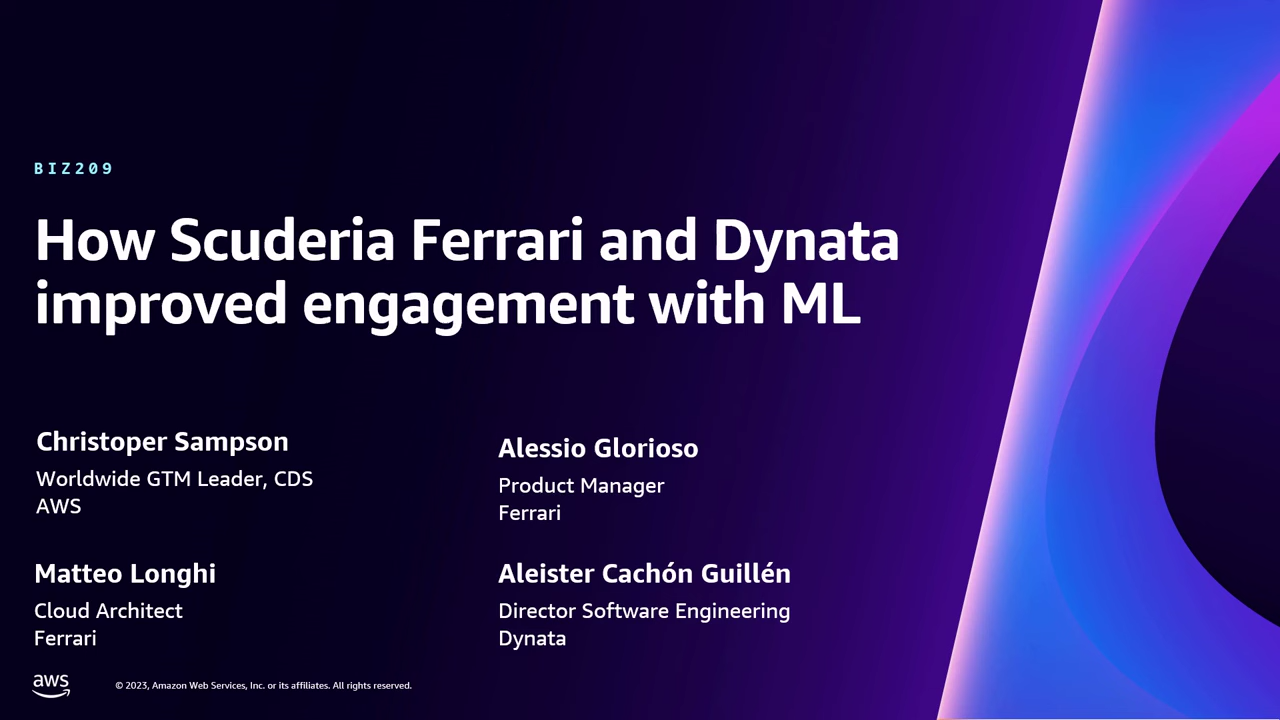 BIZ209
How Scuderia Ferrari and Dynata
improved engagement with ML
Christoper Sampson
Worldwide GTM Leader, CDS
AWS
Alessio Glorioso
Product Manager
Ferrari
Matteo Longhi
Cloud Architect
Ferrari
Aleister Cachón Guillén
Director Software Engineering
Dynata
aws
© 2023, Amazon Web Services, Inc. or its affiliates. All rights reserved.